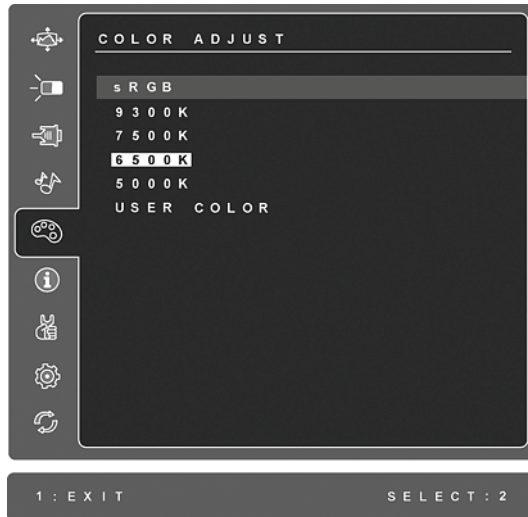 COLOR ADJUST
sRGB
9300K
7500K
6500K
5000K
USER COLOR
1:EXIT SELECT:2